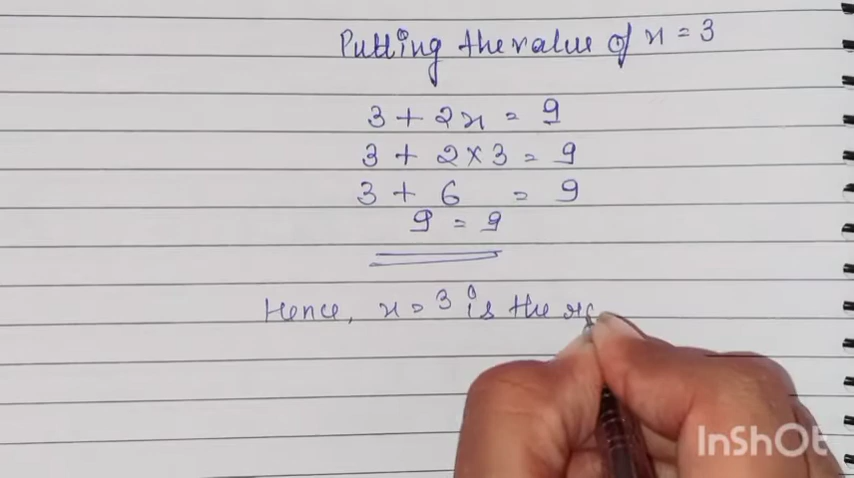 Putting the value of x = 3
3 + 2x = 9
3 + 2×3 = 9
3 + 6 = 9
9 = 9
Hence, x = 3 is the
InShOt